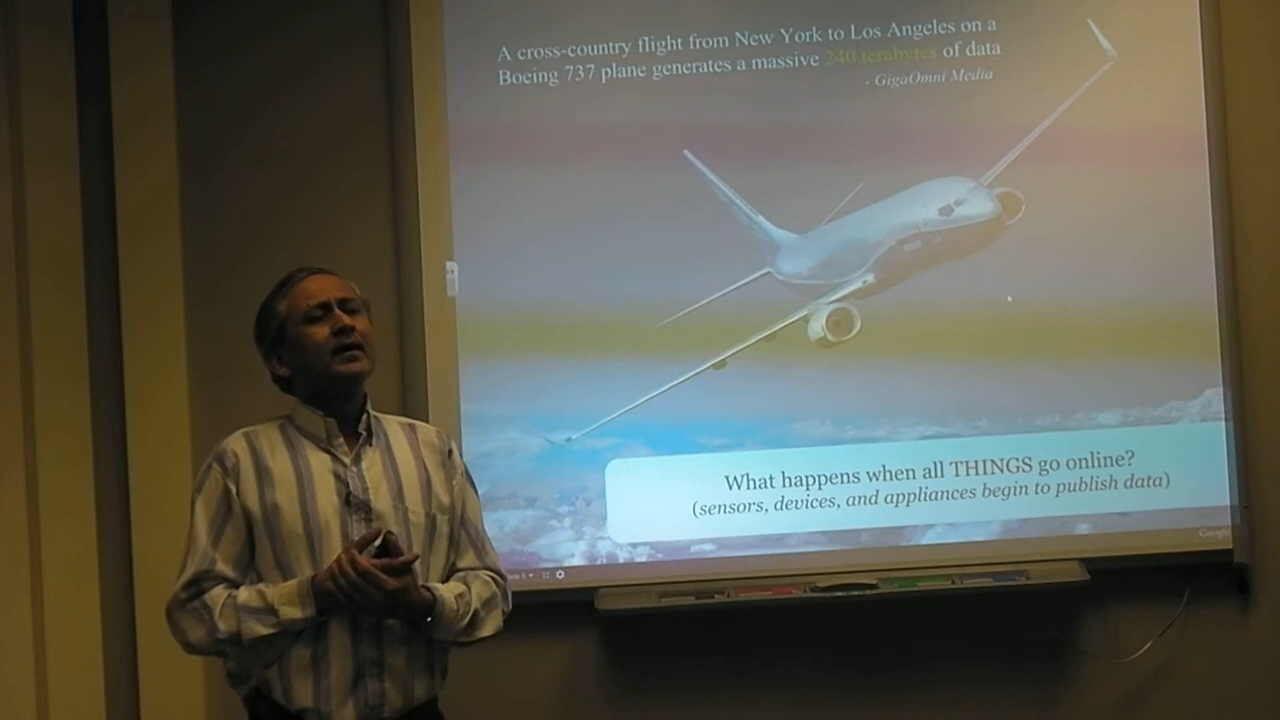 A cross-country flight from New York to Los Angeles on a
Boeing 737 plane generates a massive 240 terabytes of data
- GigaOmni Media
What happens when all THINGS go online?
(sensors, devices, and appliances begin to publish data)
Google